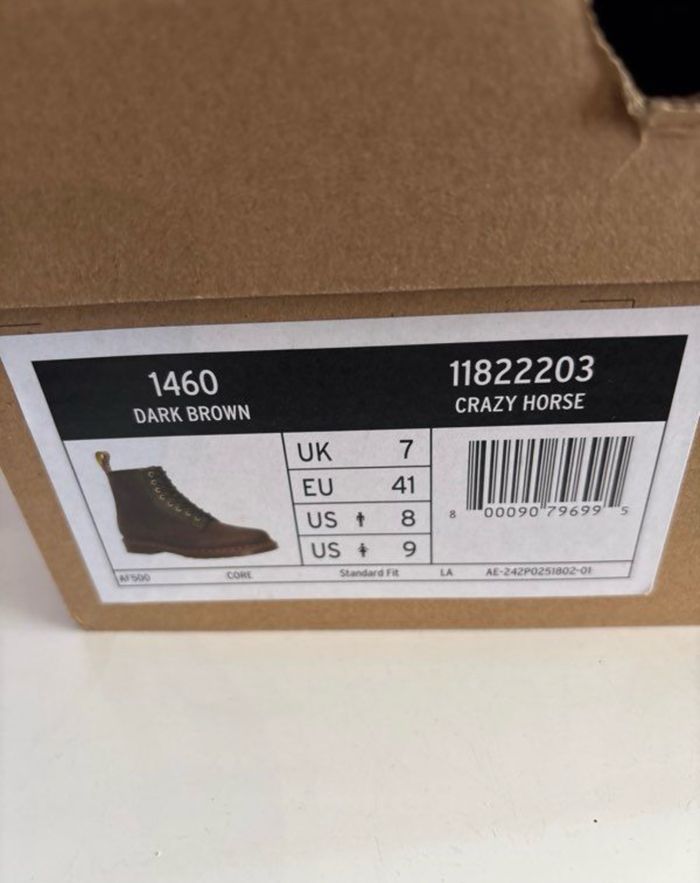 1460
DARK BROWN
11822203
CRAZY HORSE
UK 7
EU 41
US 8
US 9
8 00090 79699 5
AF500 CORE Standard Fit LA AE-242P0251802-01